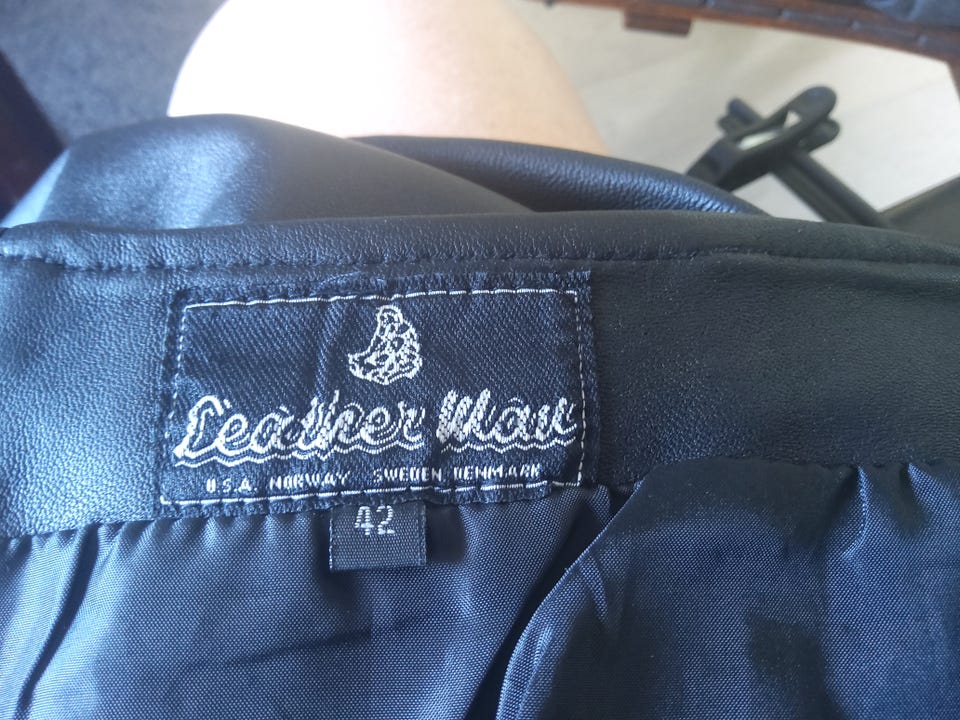 Leather Man
U.S.A. NORWAY SWEDEN DENMARK
42